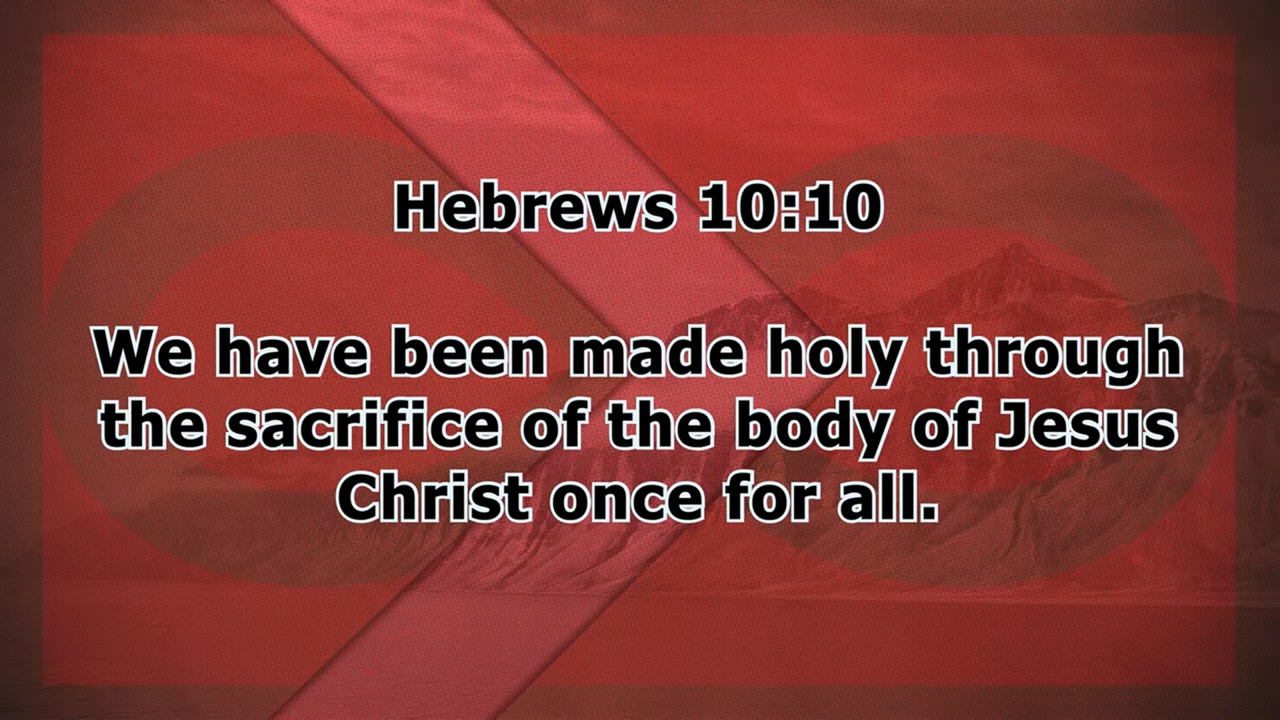 Hebrews 10:10
We have been made holy through
the sacrifice of the body of Jesus
Christ once for all.